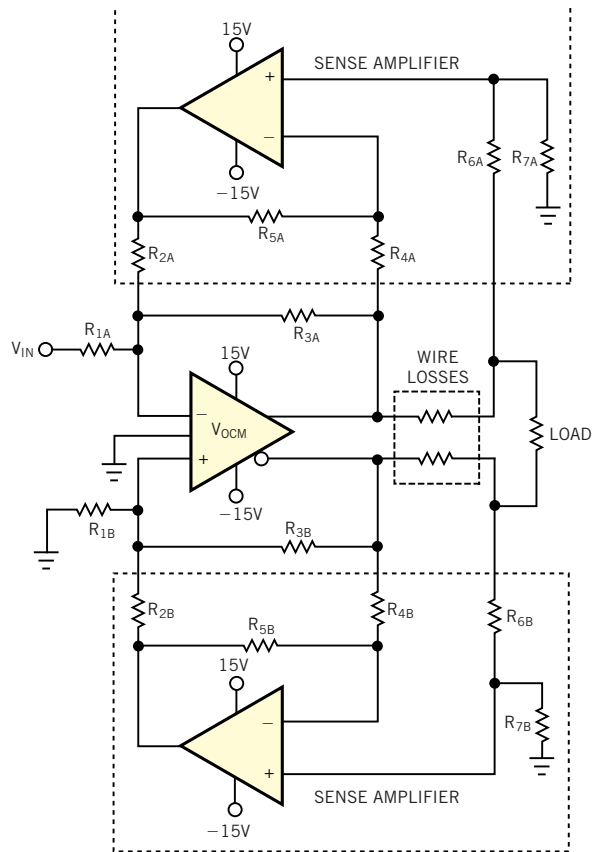 15V
SENSE AMPLIFIER
+
−
−15V
R6A
R7A
R5A
R2A
R4A
R3A
R1A
VIN
15V
WIRE
LOSSES
−
VOCM
LOAD
+
−15V
R1B
R3B
R2B
R4B
R5B
R6B
15V
−
R7B
+
SENSE AMPLIFIER
−15V